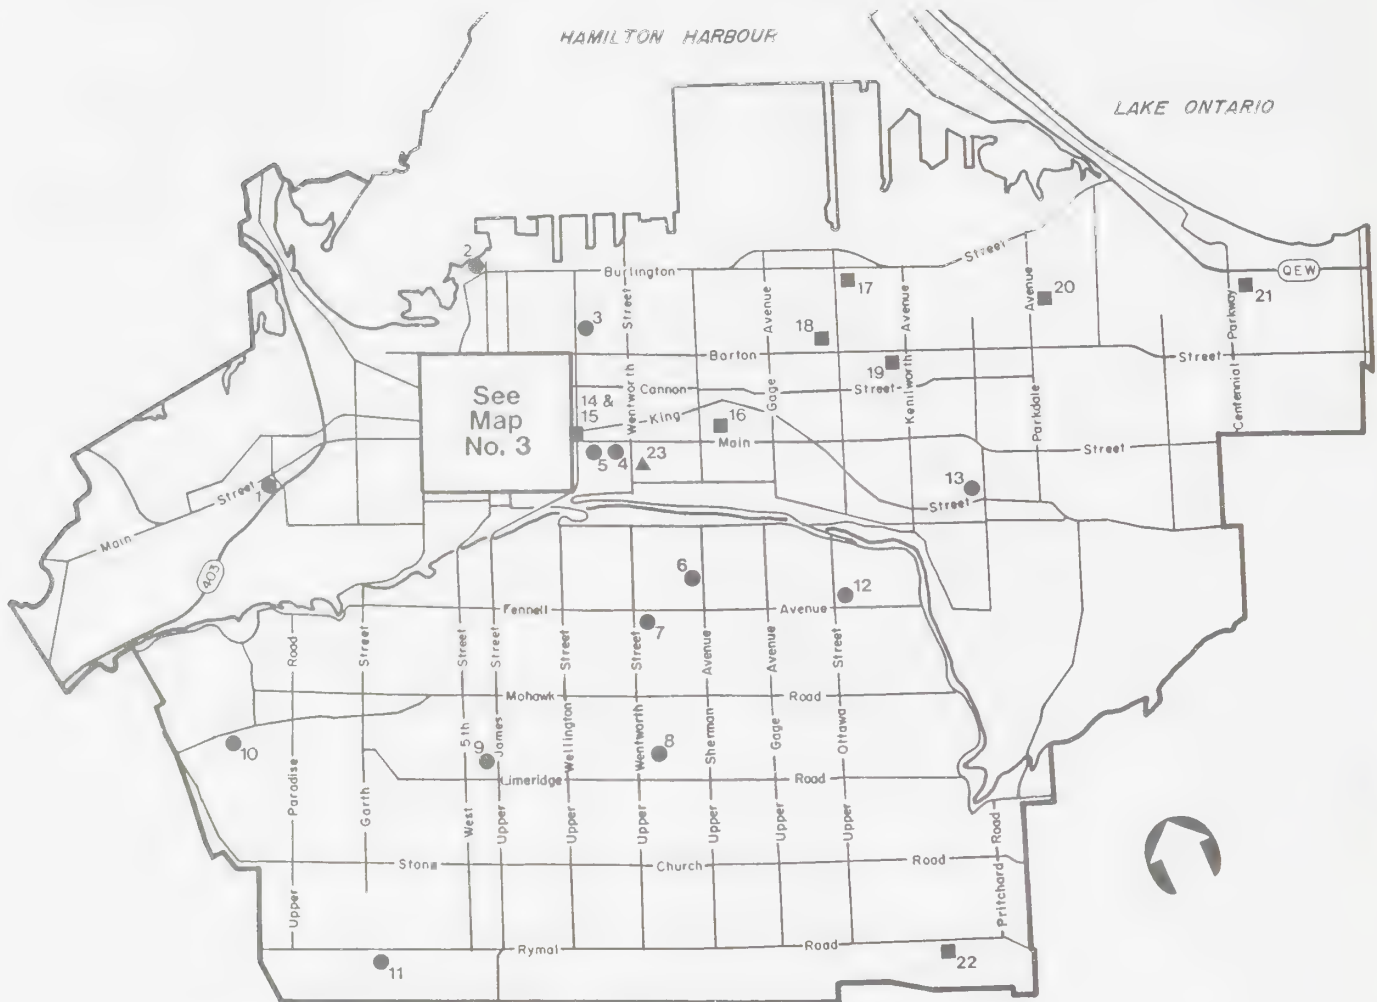 HAMILTON HARBOUR
LAKE ONTARIO
2
Burlington
Street
QEW
17
20
21
3
18
Barton
Street
19
Cannon
Street
See
Map
No. 3
14 &
15
King
16
Main
Street
5
4
23
13
Street
1
Street
Main
403
Wentworth Street
Gage Avenue
Kenilworth Avenue
Parkdale Avenue
Centennial Parkway
6
12
Fennell
Avenue
7
Mohawk
Road
10
9
8
Limeridge
Road
Stone
Church
Road
Rymal
Road
11
22
Upper Paradise Road
Garth Street
West 5th Street
Upper James Street
Upper Wellington Street
Upper Wentworth Street
Upper Sherman Avenue
Upper Gage Avenue
Upper Ottawa Street
Pritchard Road